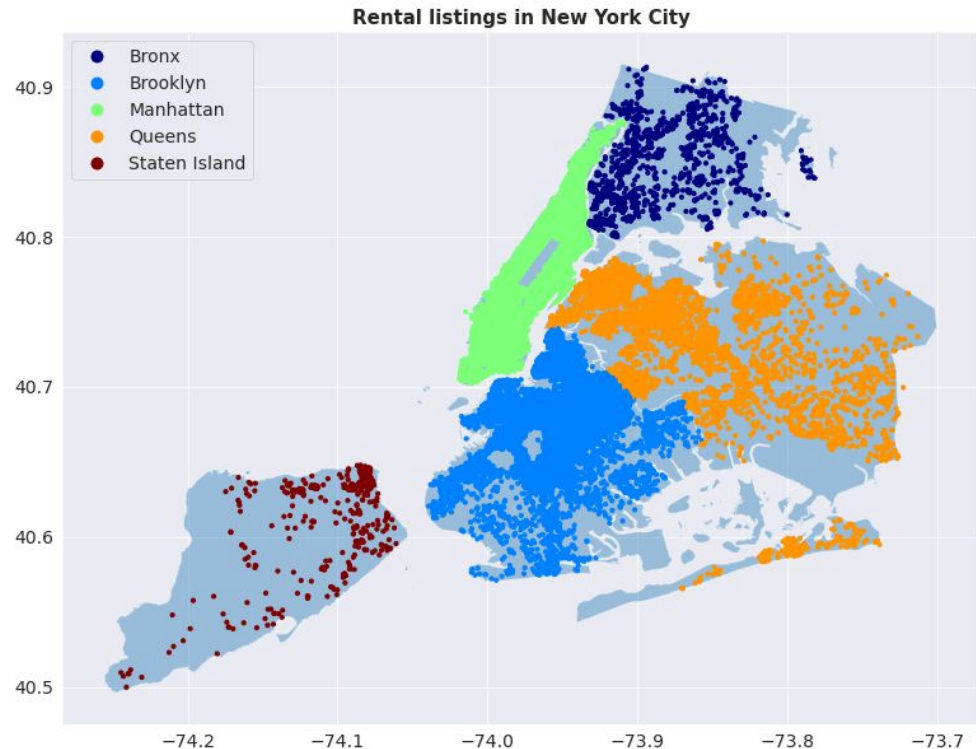 Rental listings in New York City
Bronx
Brooklyn
Manhattan
Queens
Staten Island
40.9
40.8
40.7
40.6
40.5
−74.2 −74.1 −74.0 −73.9 −73.8 −73.7